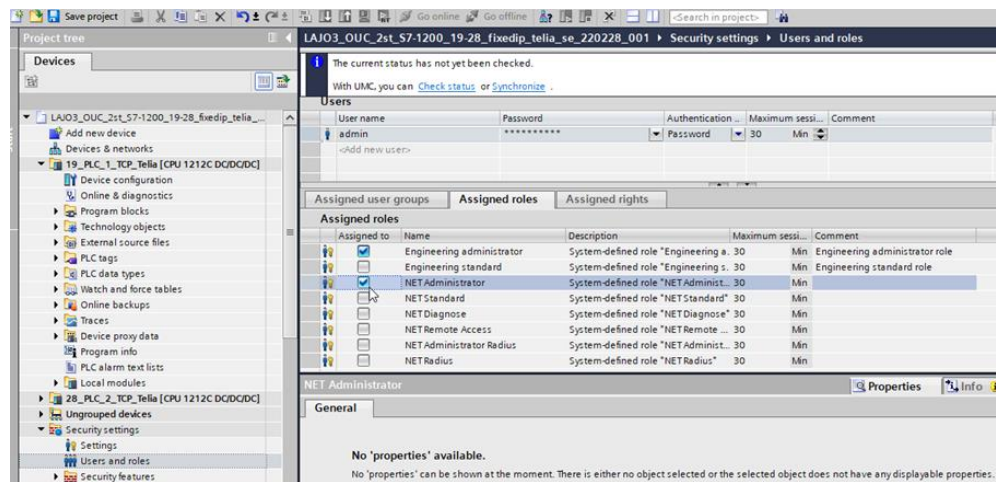 Save project Go online Go offline <Search in project>
Project tree
LAJO3_OUC_2st_S7-1200_19-28_fixedip_telia_se_220228_001 ▸ Security settings ▸ Users and roles
Devices
Start
LAJO3_OUC_2st_S7-1200_19-28_fixedip_telia_...
Add new device
Devices & networks
19_PLC_1_TCP_Telia [CPU 1212C DC/DC/DC]
Device configuration
Online & diagnostics
Program blocks
Technology objects
External source files
PLC tags
PLC data types
Watch and force tables
Online backups
Traces
Device proxy data
Program info
PLC alarm text lists
Local modules
28_PLC_2_TCP_Telia [CPU 1212C DC/DC/DC]
Ungrouped devices
Security settings
Settings
Users and roles
Security features
The current status has not yet been checked.
With UMC, you can Check status or Synchronize .
Users
User name Password Authentication .. Maximum sessi... Comment
admin ********** Password 30 Min
<Add new user>
Assigned user groups Assigned roles Assigned rights
Assigned roles
Assigned to Name Description Maximum sessi... Comment
Engineering administrator System-defined role "Engineering a. 30 Min Engineering administrator role
Engineering standard System-defined role "Engineering s. 30 Min Engineering standard role
NET Administrator System-defined role "NET Administ... 30 Min
NET Standard System-defined role "NET Standard" 30 Min
NET Diagnose System-defined role "NET Diagnose" 30 Min
NET Remote Access System-defined role "NET Remote ... 30 Min
NET Administrator Radius System-defined role "NET Administ... 30 Min
NET Radius System-defined role "NET Radius" 30 Min
NET Administrator Properties Info
General
No 'properties' available.
No 'properties' can be shown at the moment. There is either no object selected or the selected object does not have any displayable properties.